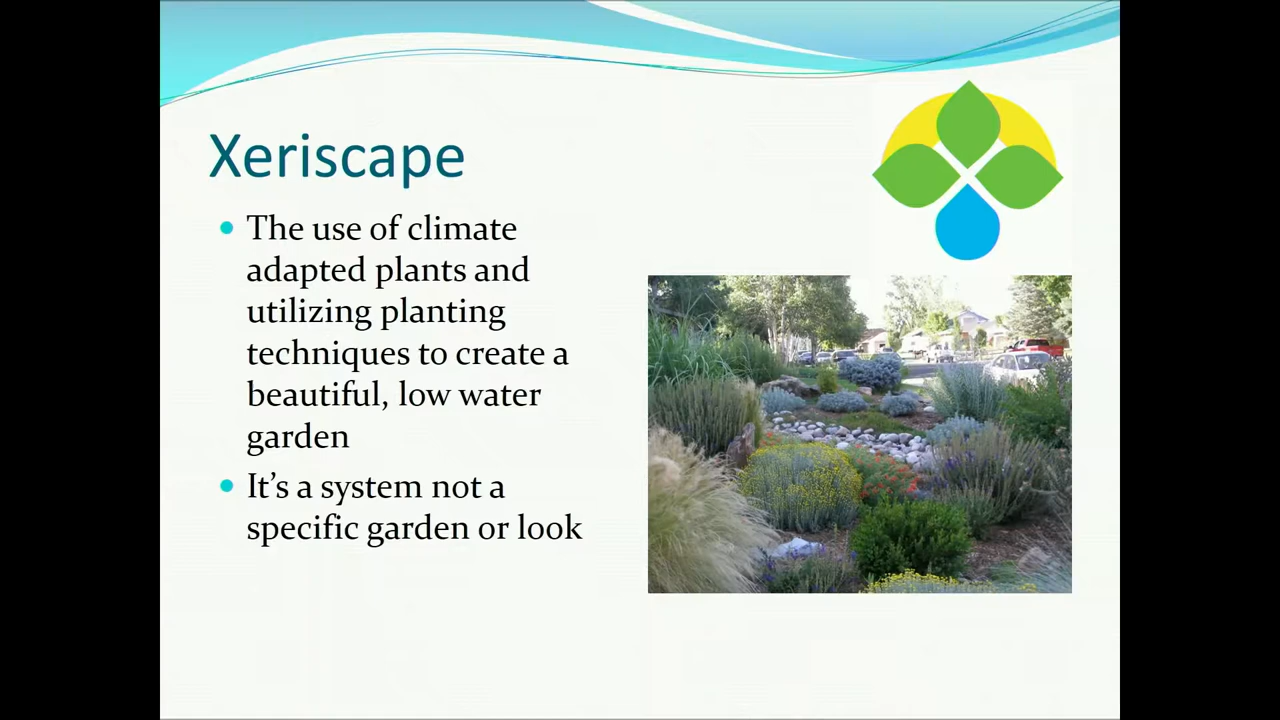 Xeriscape
The use of climate
adapted plants and
utilizing planting
techniques to create a
beautiful, low water
garden
It’s a system not a
specific garden or look